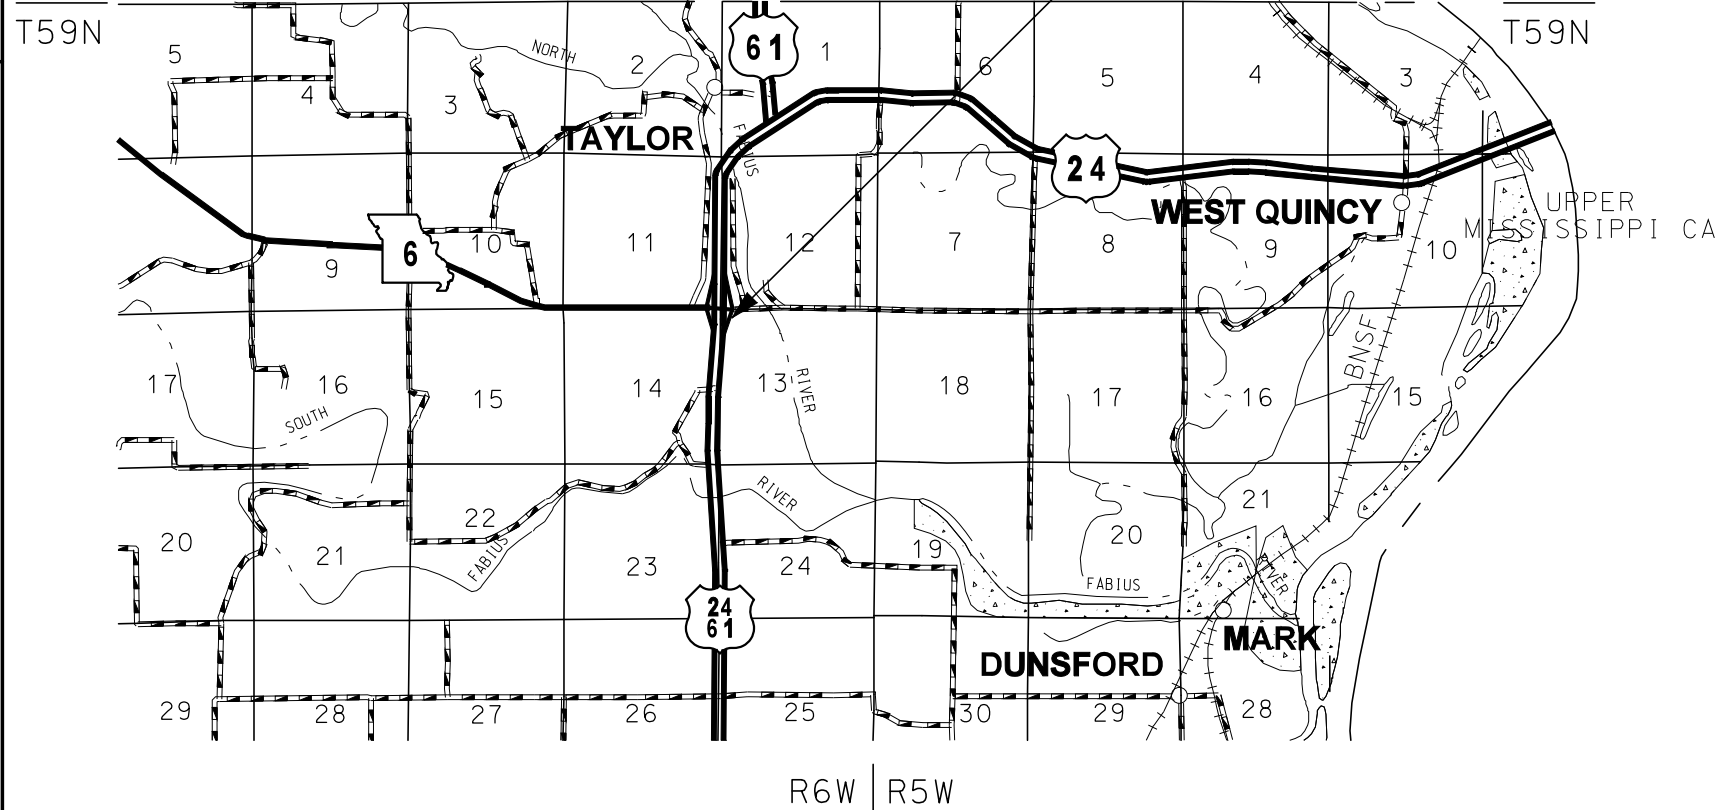 T59N
T59N
61
5
4
3
2
1
6
5
4
3
NORTH
TAYLOR
FABIUS
24
WEST QUINCY
UPPER
MISSISSIPPI CA
6
9
10
11
12
7
8
9
10
BNSF
17
16
15
14
13
RIVER
18
17
16
15
SOUTH
RIVER
20
21
22
FABIUS
23
24
19
20
21
FABIUS
RIVER
24
61
MARK
DUNSFORD
29
28
27
26
25
30
29
28
R6W R5W